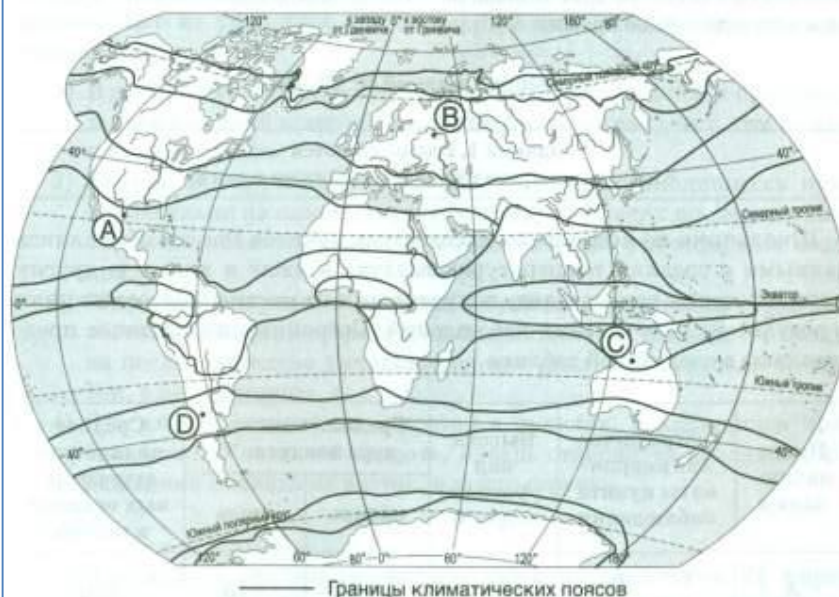 120° к западу 0° к востоку 120° 180°
от Гринвича от Гринвича
Северный полярный круг
B
40° 40°
A
Северный тропик
0° Экватор
C
Южный тропик
D
40° 40°
Южный полярный круг
120° 60° 0° 60° 120° 180°
Границы климатических поясов